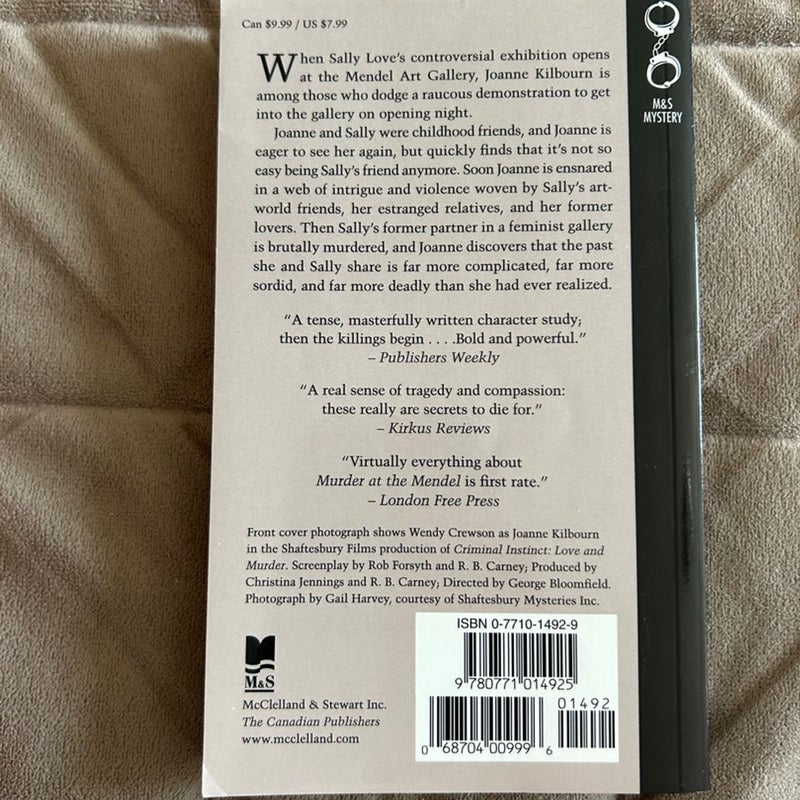 Can $9.99 / US $7.99
M&S
MYSTERY
When Sally Love's controversial exhibition opens
at the Mendel Art Gallery, Joanne Kilbourn is
among those who dodge a raucous demonstration to get
into the gallery on opening night.
Joanne and Sally were childhood friends, and Joanne is
eager to see her again, but quickly finds that it's not so
easy being Sally's friend anymore. Soon Joanne is ensnared
in a web of intrigue and violence woven by Sally's art-
world friends, her estranged relatives, and her former
lovers. Then Sally's former partner in a feminist gallery
is brutally murdered, and Joanne discovers that the past
she and Sally share is far more complicated, far more
sordid, and far more deadly than she had ever realized.
"A tense, masterfully written character study;
then the killings begin . . . .Bold and powerful."
– Publishers Weekly
"A real sense of tragedy and compassion:
these really are secrets to die for."
– Kirkus Reviews
"Virtually everything about
Murder at the Mendel is first rate."
– London Free Press
Front cover photograph shows Wendy Crewson as Joanne Kilbourn
in the Shaftesbury Films production of Criminal Instinct: Love and
Murder. Screenplay by Rob Forsyth and R. B. Carney; Produced by
Christina Jennings and R. B. Carney; Directed by George Bloomfield.
Photograph by Gail Harvey, courtesy of Shaftesbury Mysteries Inc.
M&S
McClelland & Stewart Inc.
The Canadian Publishers
www.mcclelland.com
ISBN 0-7710-1492-9
9 780771 014925
01492
0 68704 00999 6